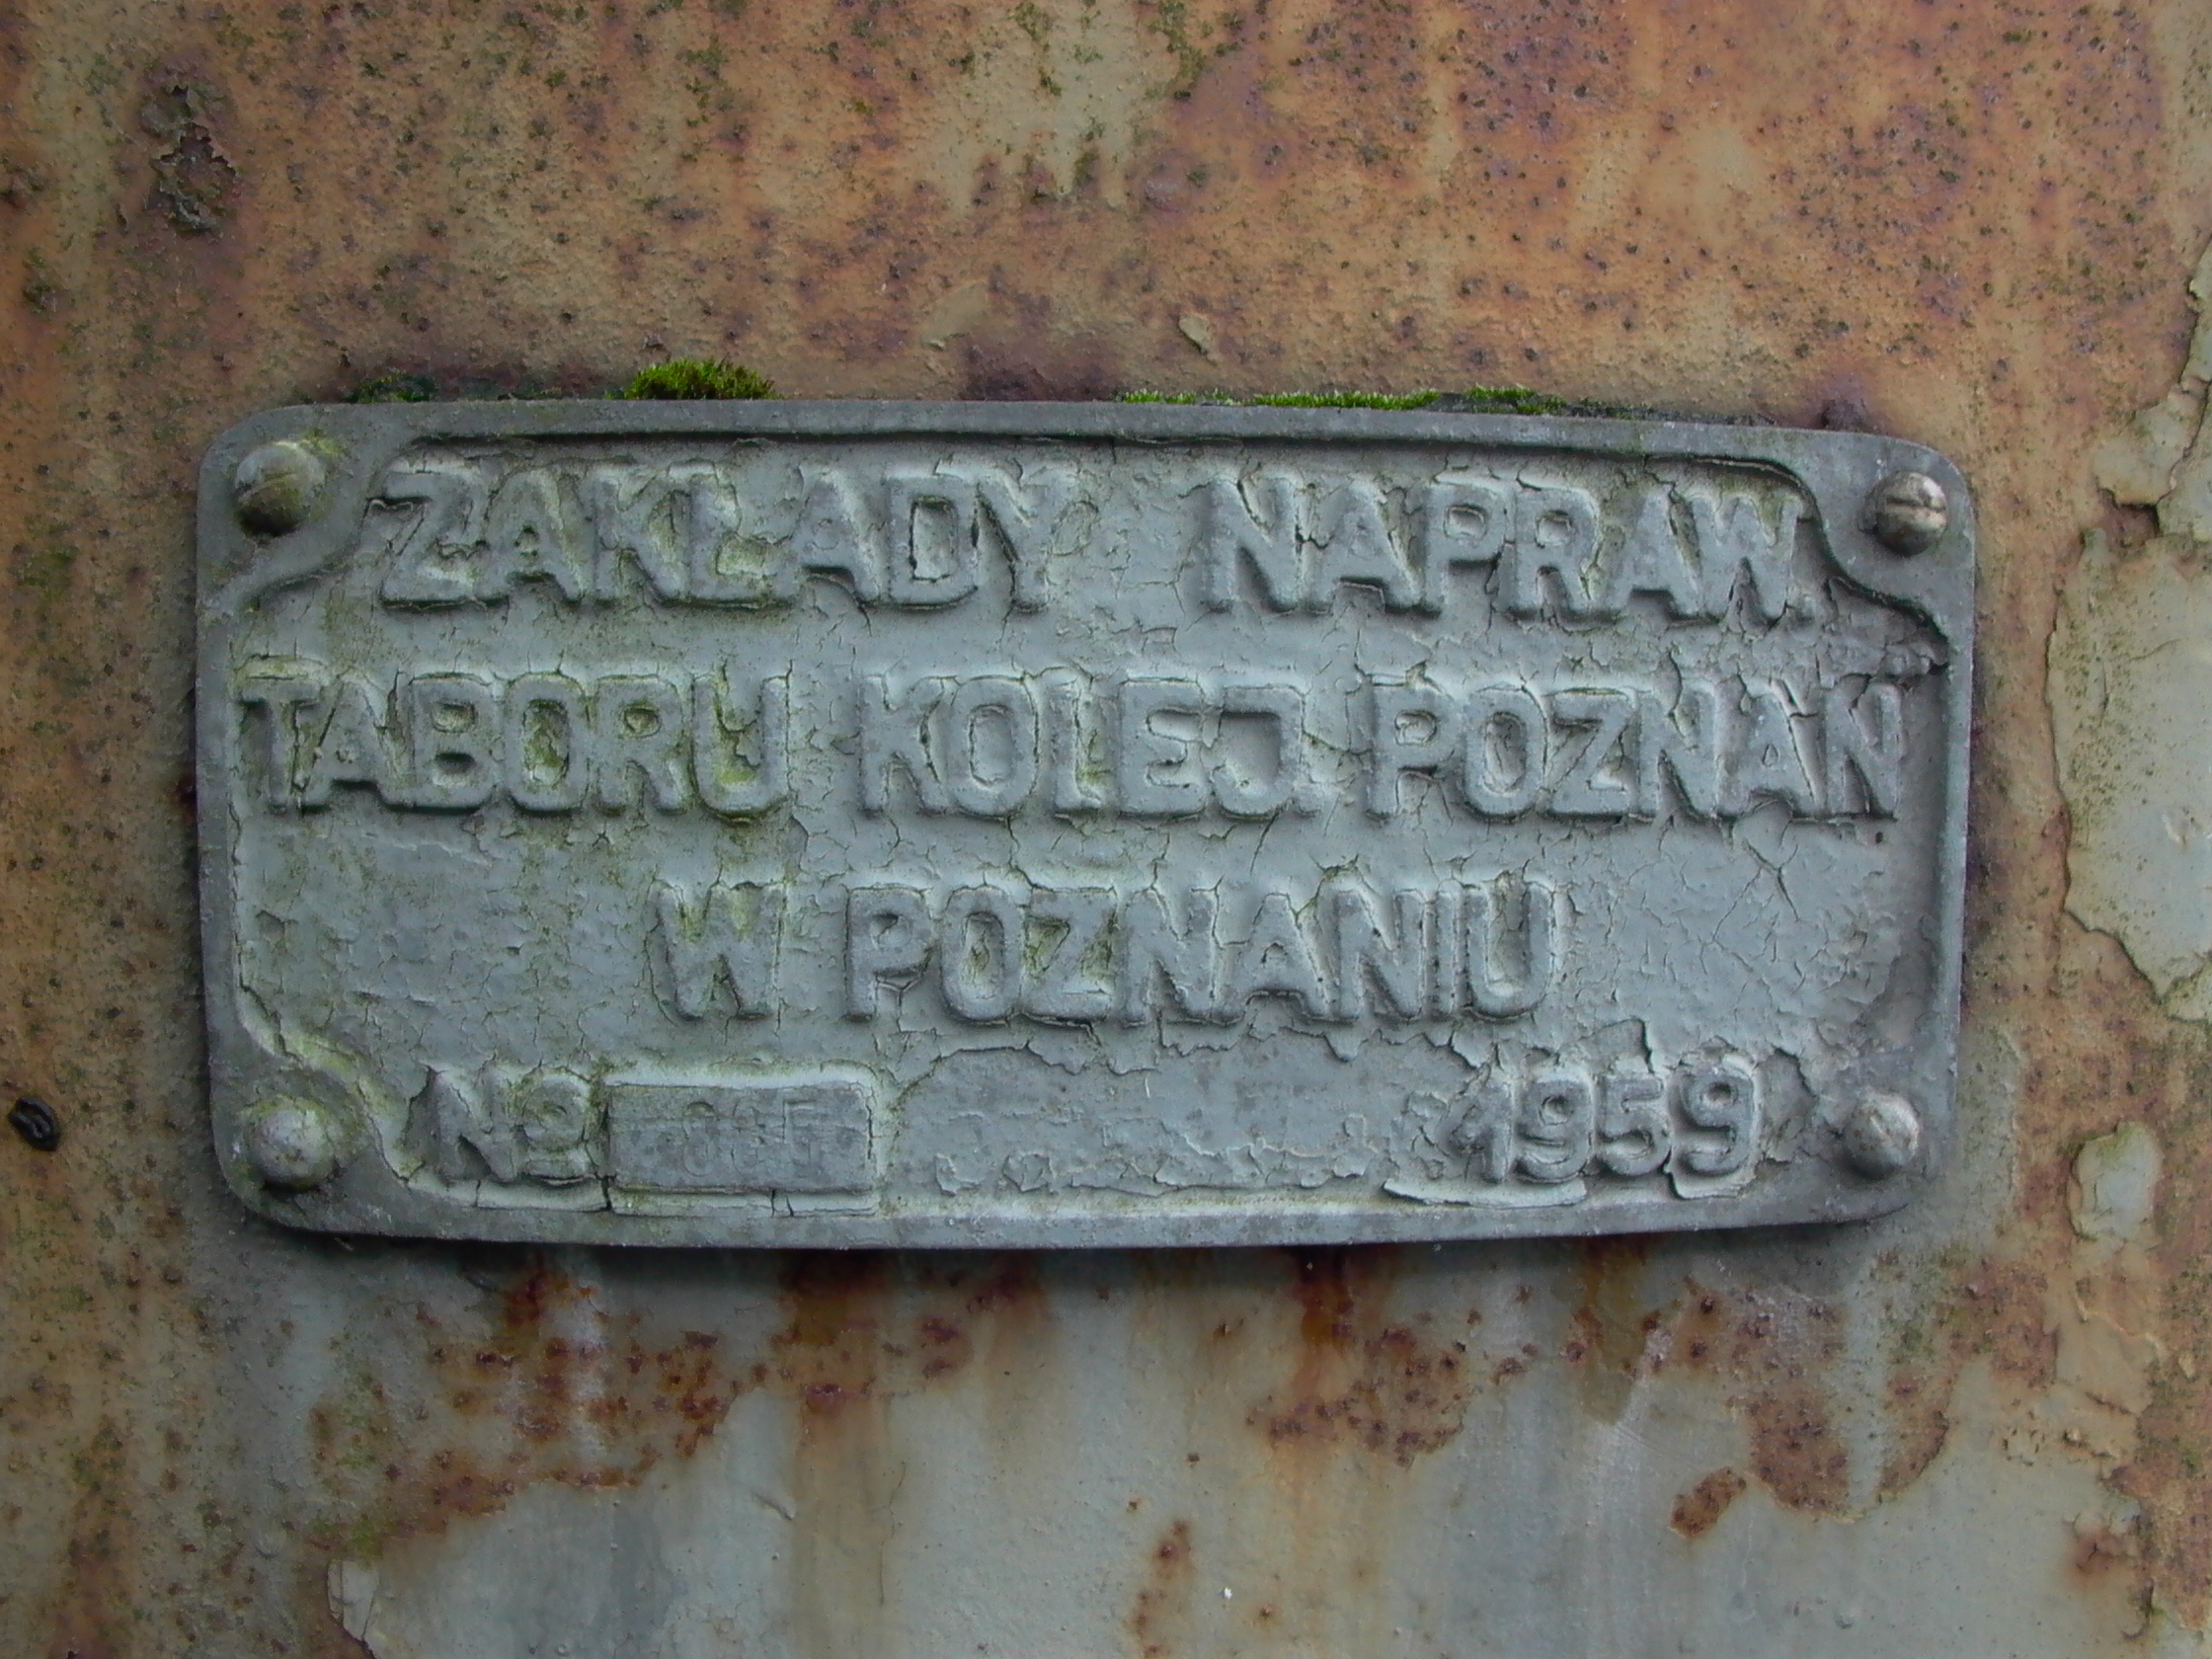 ZAKŁADY NAPRAW.
TABORU KOLEJ. POZNAŃ
W POZNANIU
No 1959